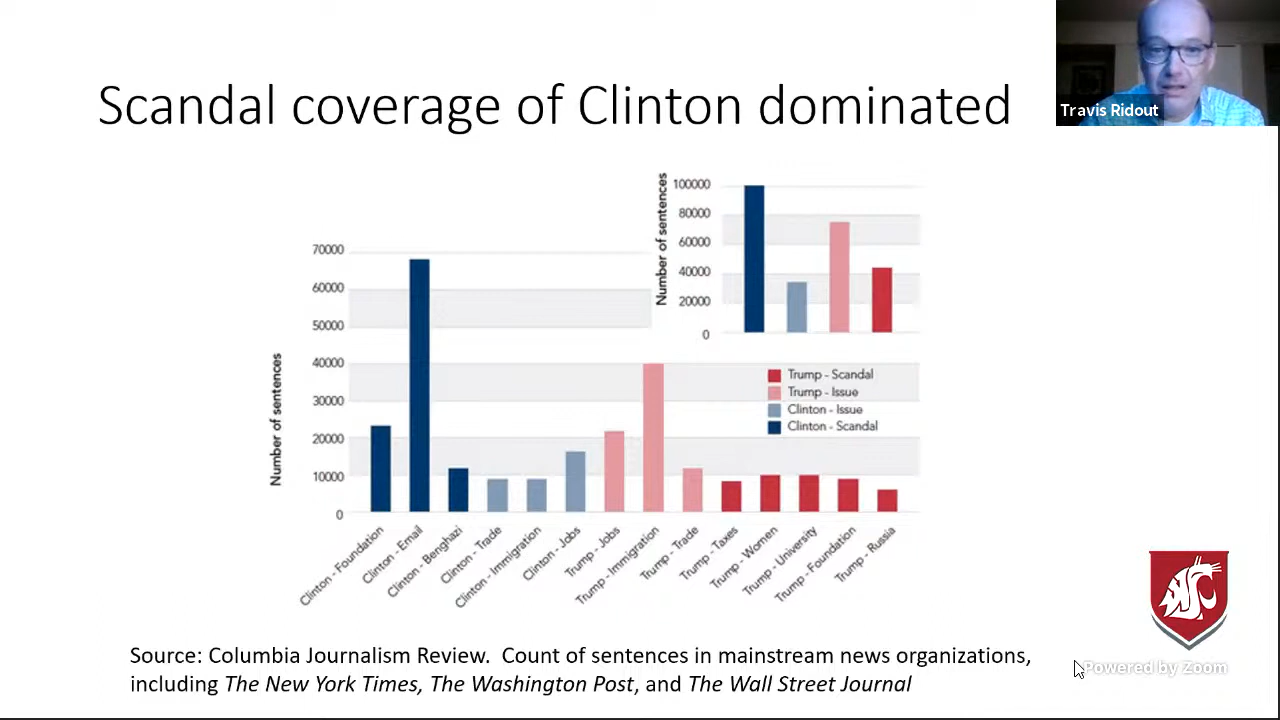 Scandal coverage of Clinton dominated
Travis Ridout
Number of sentences
100000
80000
60000
40000
20000
0
Number of sentences
70000
60000
50000
40000
30000
20000
10000
0
Trump - Scandal
Trump - Issue
Clinton - Issue
Clinton - Scandal
Clinton - Foundation
Clinton - Email
Clinton - Benghazi
Clinton - Trade
Clinton - Immigration
Clinton - Jobs
Trump - Jobs
Trump - Immigration
Trump - Trade
Trump - Taxes
Trump - Women
Trump - University
Trump - Foundation
Trump - Russia
Source: Columbia Journalism Review. Count of sentences in mainstream news organizations,
including The New York Times, The Washington Post, and The Wall Street Journal
Powered by Zoom